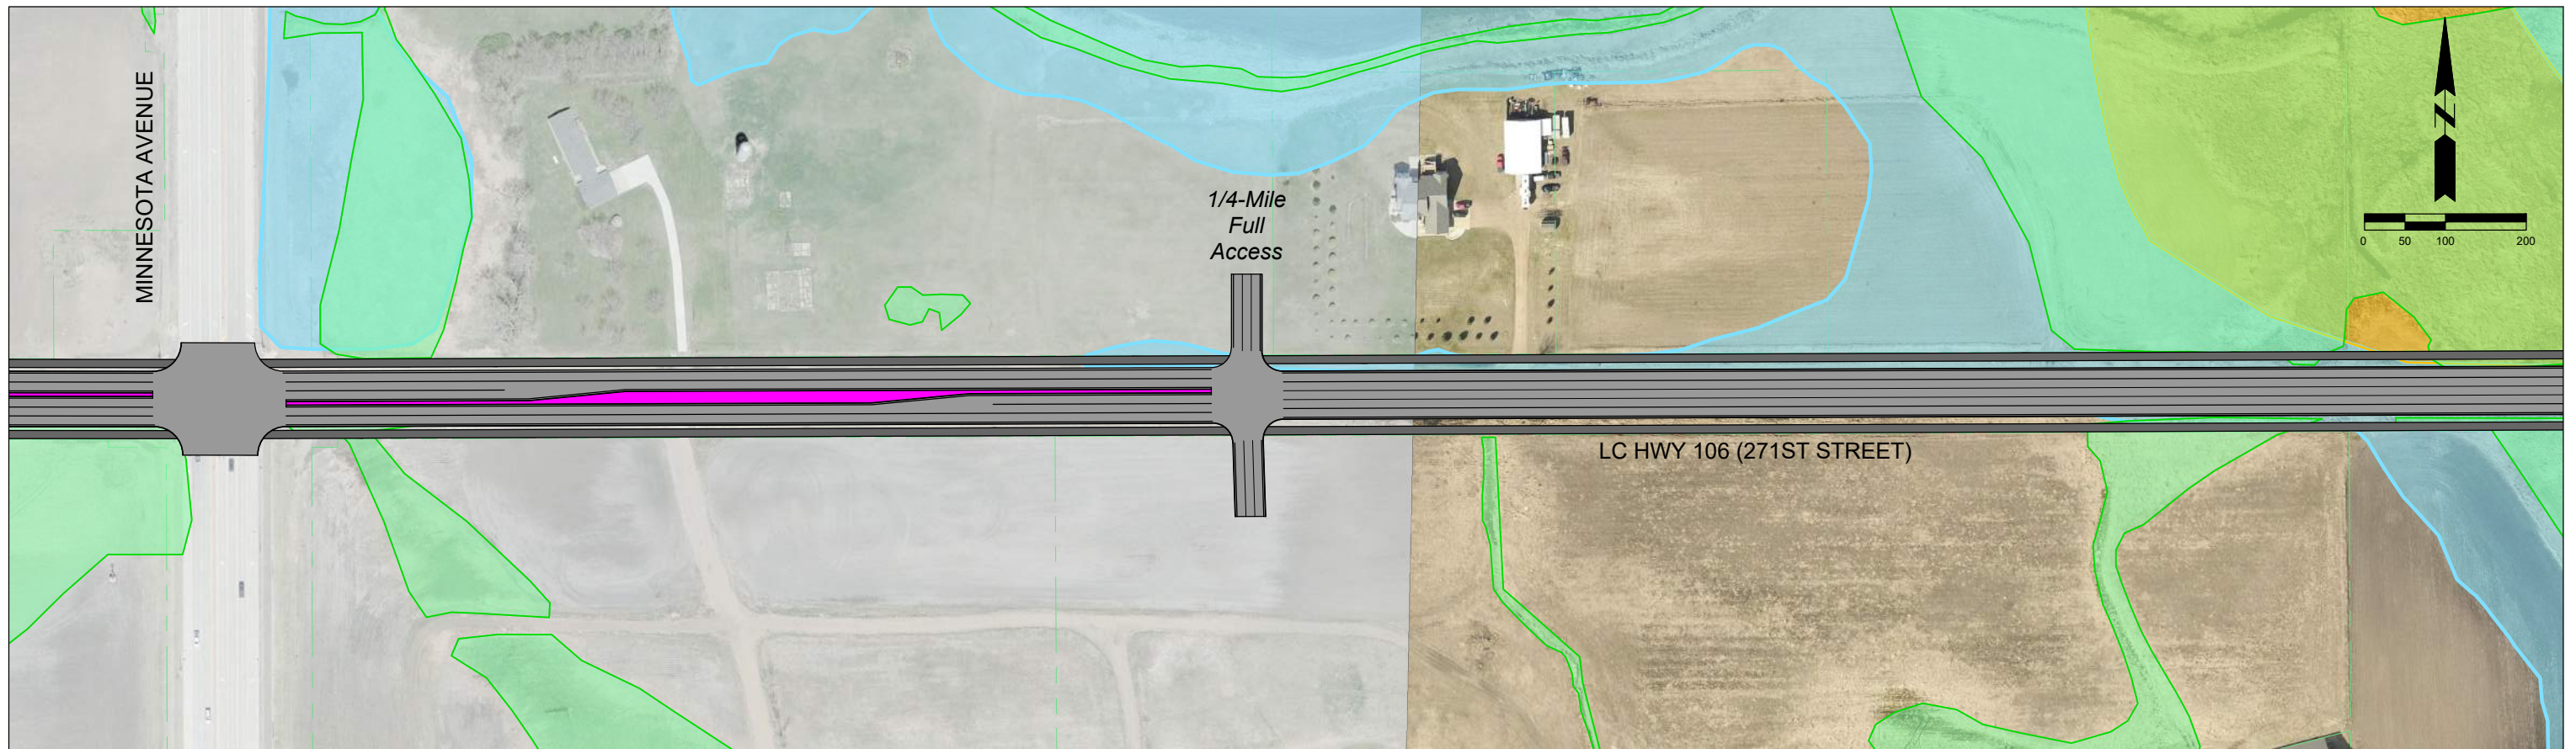 MINNESOTA AVENUE
1/4-Mile
Full
Access
N
0 50 100 200
LC HWY 106 (271ST STREET)